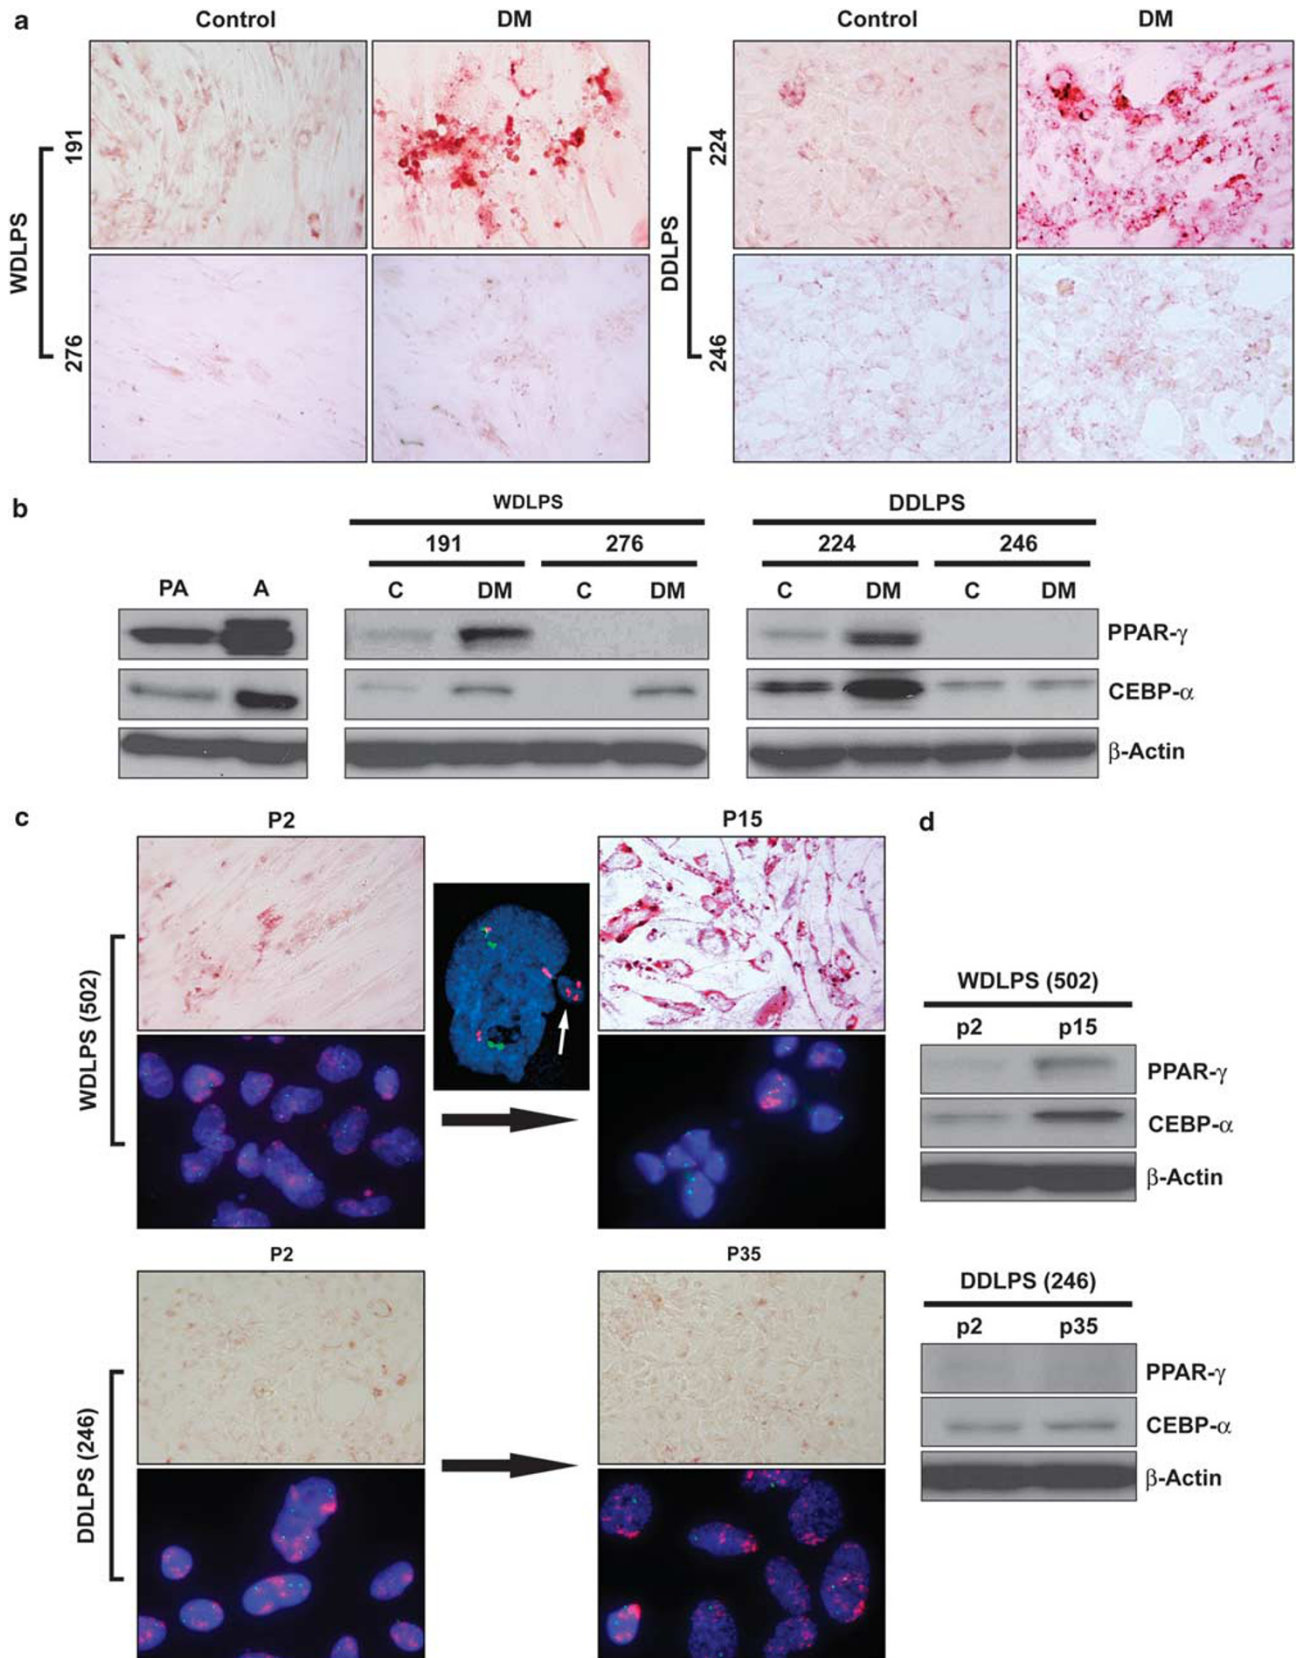 a
Control DM Control DM
WDLPS
191
276
DDLPS
224
246
b
WDLPS DDLPS
191 276 224 246
PA A C DM C DM C DM C DM
PPAR-γ
CEBP-α
β-Actin
c
P2 P15
WDLPS (502)
P2 P35
DDLPS (246)
d
WDLPS (502)
p2 p15
PPAR-γ
CEBP-α
β-Actin
DDLPS (246)
p2 p35
PPAR-γ
CEBP-α
β-Actin